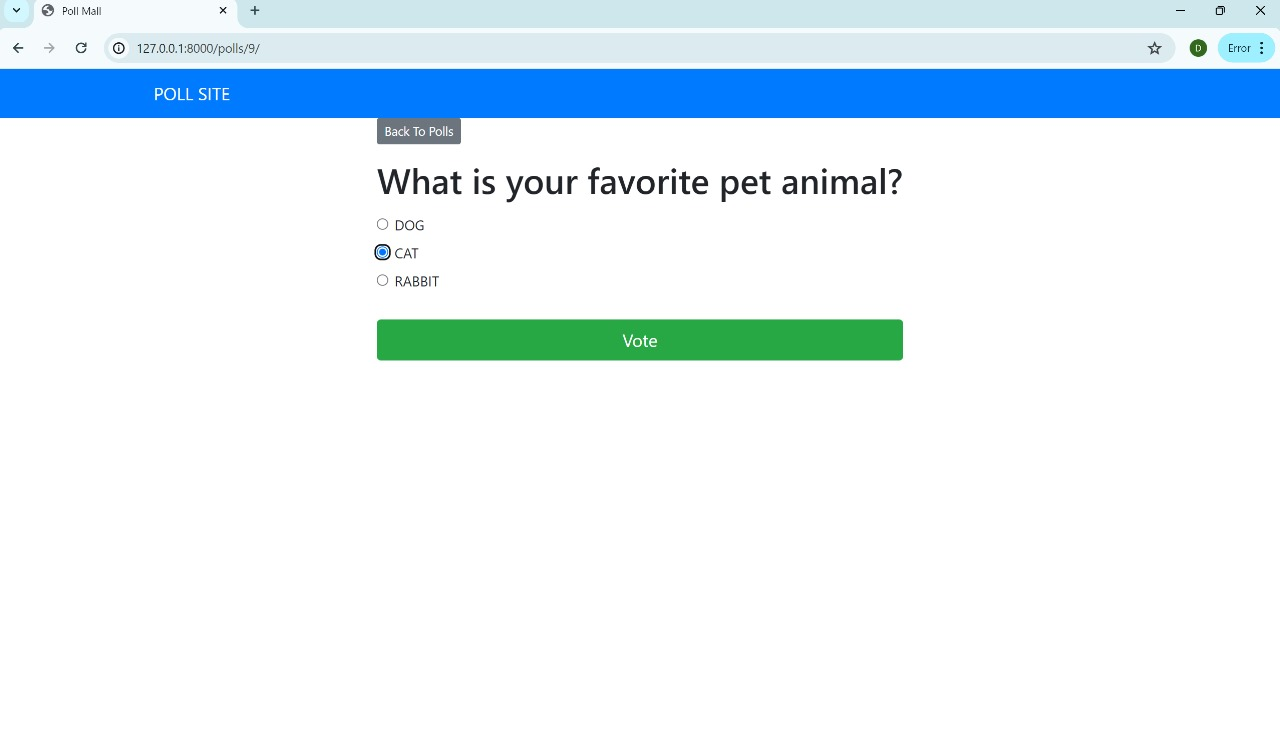 Poll Mall
127.0.0.1:8000/polls/9/
D
Error
POLL SITE
Back To Polls
What is your favorite pet animal?
DOG
CAT
RABBIT
Vote